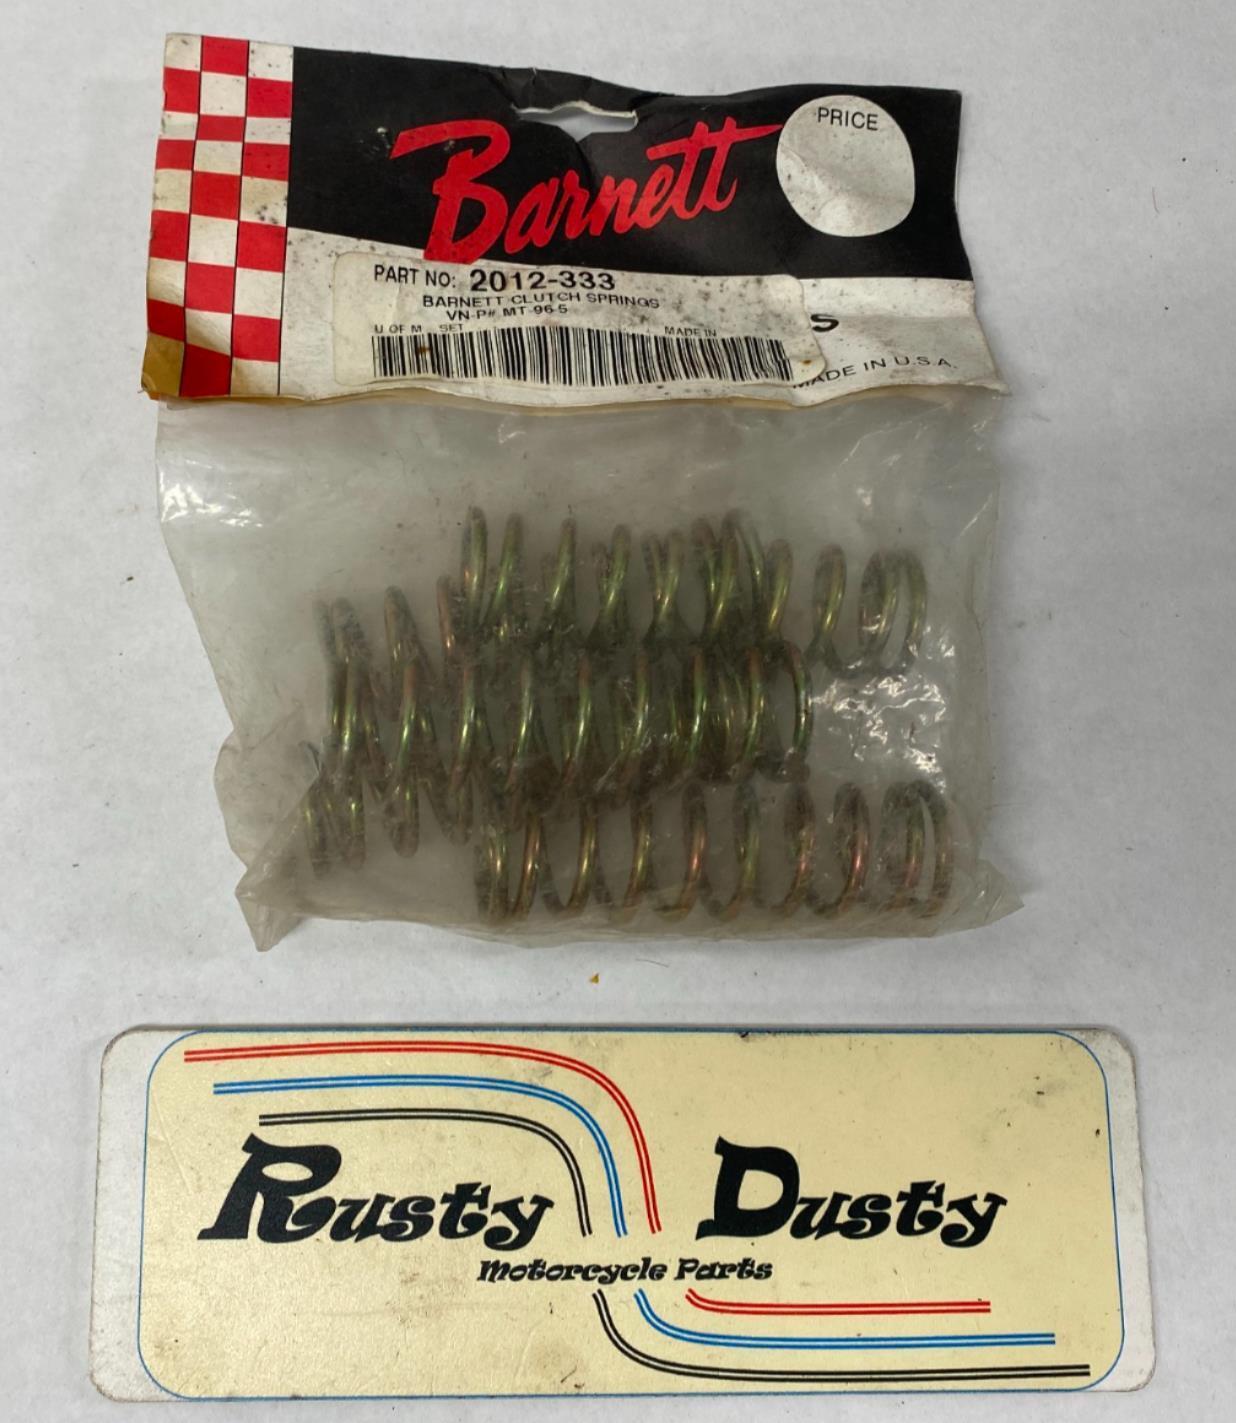 Barnett
PRICE
PART NO: 2012-333
BARNETT CLUTCH SPRINGS
VN-P# MT-96-5
U OF M SET MADE IN
S
MADE IN U.S.A.
Rusty Dusty
Motorcycle Parts